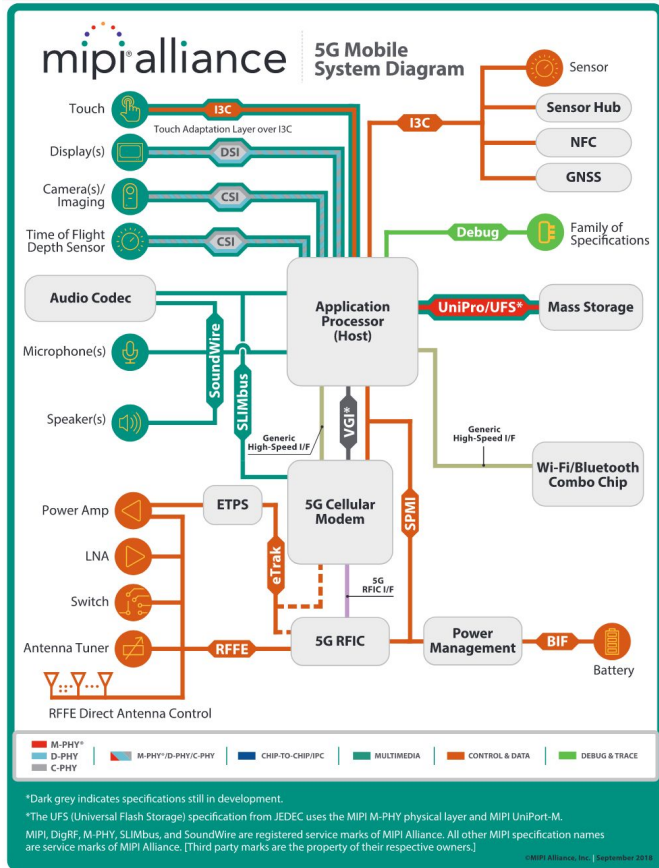 mipi® alliance
5G Mobile
System Diagram
Touch
I3C
Touch Adaptation Layer over I3C
Display(s)
DSI
Camera(s)/
Imaging
CSI
Time of Flight
Depth Sensor
CSI
I3C
Sensor
Sensor Hub
NFC
GNSS
Debug
Family of
Specifications
Audio Codec
Application
Processor
(Host)
UniPro/UFS*
Mass Storage
Microphone(s)
SoundWire
SLIMbus
Speaker(s)
Generic
High-Speed I/F
VGI*
Generic
High-Speed I/F
Wi-Fi/Bluetooth
Combo Chip
Power Amp
ETPS
5G Cellular
Modem
SPMI
LNA
eTrak
5G
RFIC I/F
Switch
Antenna Tuner
RFFE
5G RFIC
Power
Management
BIF
Battery
RFFE Direct Antenna Control
M-PHY*
D-PHY
C-PHY
M-PHY*/D-PHY/C-PHY
CHIP-TO-CHIP/IPC
MULTIMEDIA
CONTROL & DATA
DEBUG & TRACE
*Dark grey indicates specifications still in development.
*The UFS (Universal Flash Storage) specification from JEDEC uses the MIPI M-PHY physical layer and MIPI UniPort-M.
MIPI, DigRF, M-PHY, SLIMbus, and SoundWire are registered service marks of MIPI Alliance. All other MIPI specification names
are service marks of MIPI Alliance. [Third party marks are the property of their respective owners.]
©MIPI Alliance, Inc. | September 2018